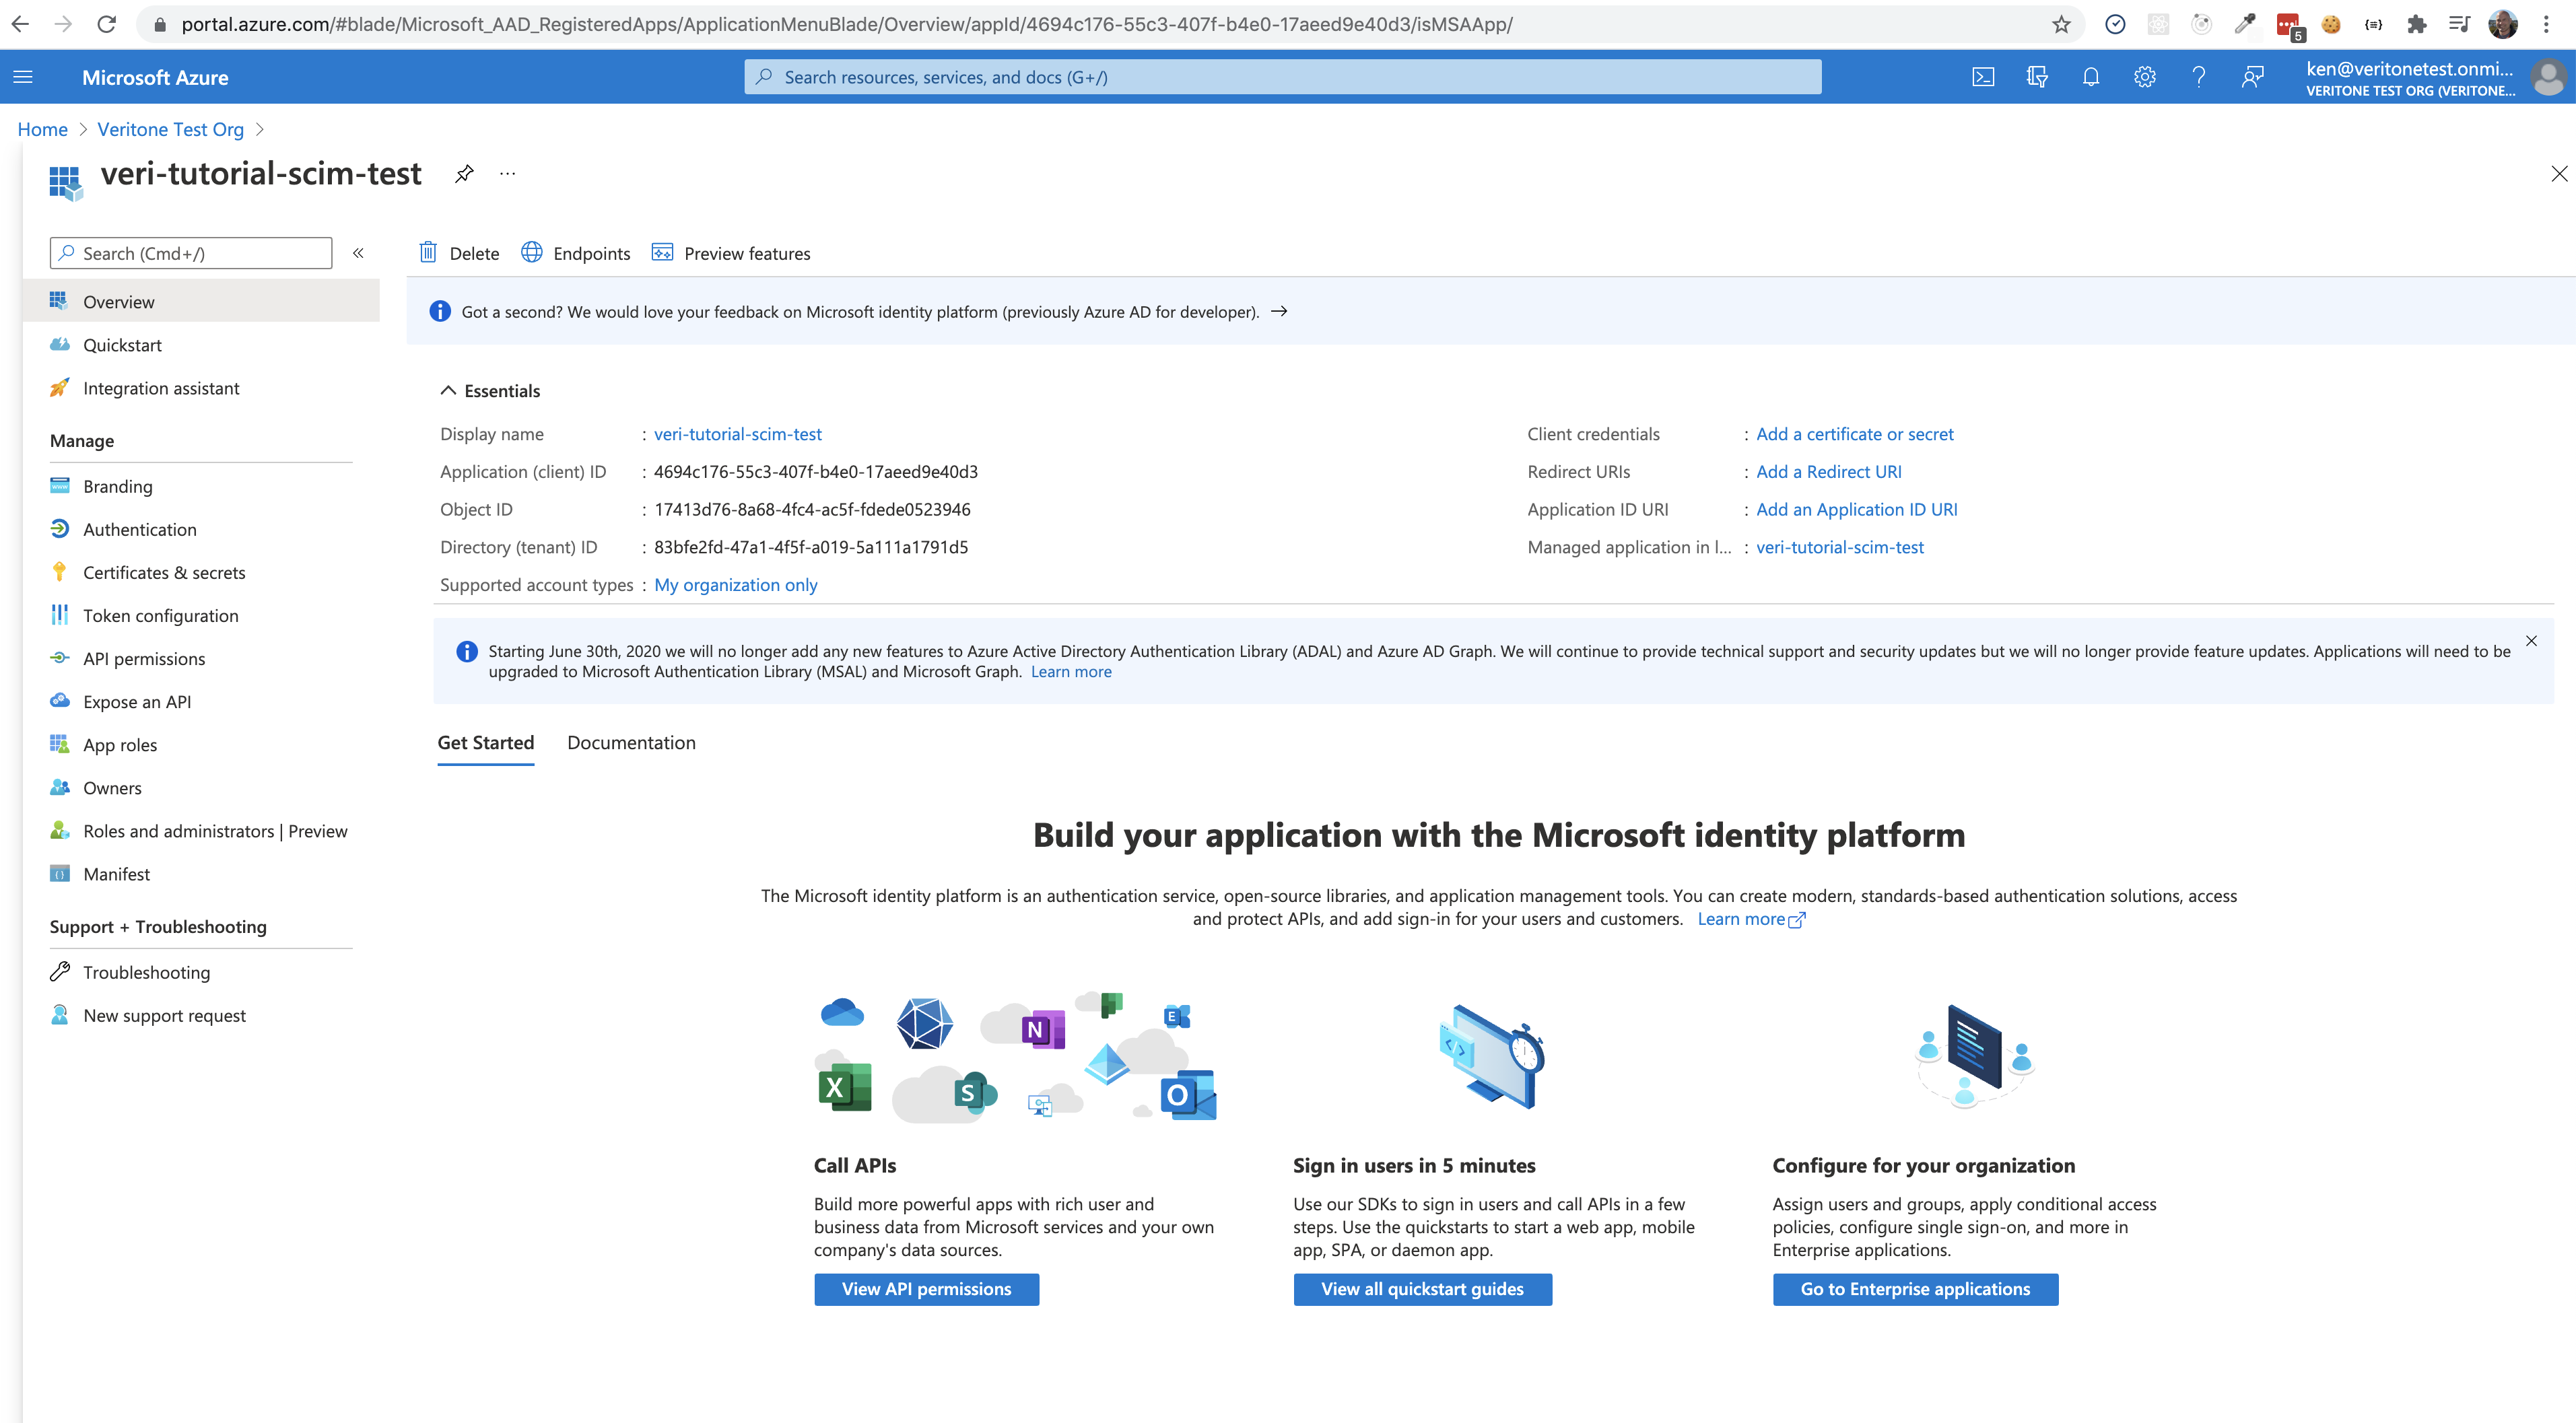 portal.azure.com/#blade/Microsoft_AAD_RegisteredApps/ApplicationMenuBlade/Overview/appId/4694c176-55c3-407f-b4e0-17aeed9e40d3/isMSAApp/
5
Microsoft Azure
Search resources, services, and docs (G+/)
ken@veritonetest.onmi...
VERITONE TEST ORG (VERITONE...
Home > Veritone Test Org >
veri-tutorial-scim-test
...
Search (Cmd+/)
«
Delete
Endpoints
Preview features
Overview
Quickstart
Integration assistant
Manage
Branding
Authentication
Certificates & secrets
Token configuration
API permissions
Expose an API
App roles
Owners
Roles and administrators | Preview
Manifest
Support + Troubleshooting
Troubleshooting
New support request
Got a second? We would love your feedback on Microsoft identity platform (previously Azure AD for developer). →
Essentials
Display name : veri-tutorial-scim-test
Application (client) ID : 4694c176-55c3-407f-b4e0-17aeed9e40d3
Object ID : 17413d76-8a68-4fc4-ac5f-fdede0523946
Directory (tenant) ID : 83bfe2fd-47a1-4f5f-a019-5a111a1791d5
Supported account types : My organization only
Client credentials : Add a certificate or secret
Redirect URIs : Add a Redirect URI
Application ID URI : Add an Application ID URI
Managed application in l... : veri-tutorial-scim-test
Starting June 30th, 2020 we will no longer add any new features to Azure Active Directory Authentication Library (ADAL) and Azure AD Graph. We will continue to provide technical support and security updates but we will no longer provide feature updates. Applications will need to be
upgraded to Microsoft Authentication Library (MSAL) and Microsoft Graph. Learn more
Get Started
Documentation
Build your application with the Microsoft identity platform
The Microsoft identity platform is an authentication service, open-source libraries, and application management tools. You can create modern, standards-based authentication solutions, access
and protect APIs, and add sign-in for your users and customers. Learn more
N
E
X
S
O
Call APIs
Build more powerful apps with rich user and
business data from Microsoft services and your own
company's data sources.
View API permissions
Sign in users in 5 minutes
Use our SDKs to sign in users and call APIs in a few
steps. Use the quickstarts to start a web app, mobile
app, SPA, or daemon app.
View all quickstart guides
Configure for your organization
Assign users and groups, apply conditional access
policies, configure single sign-on, and more in
Enterprise applications.
Go to Enterprise applications